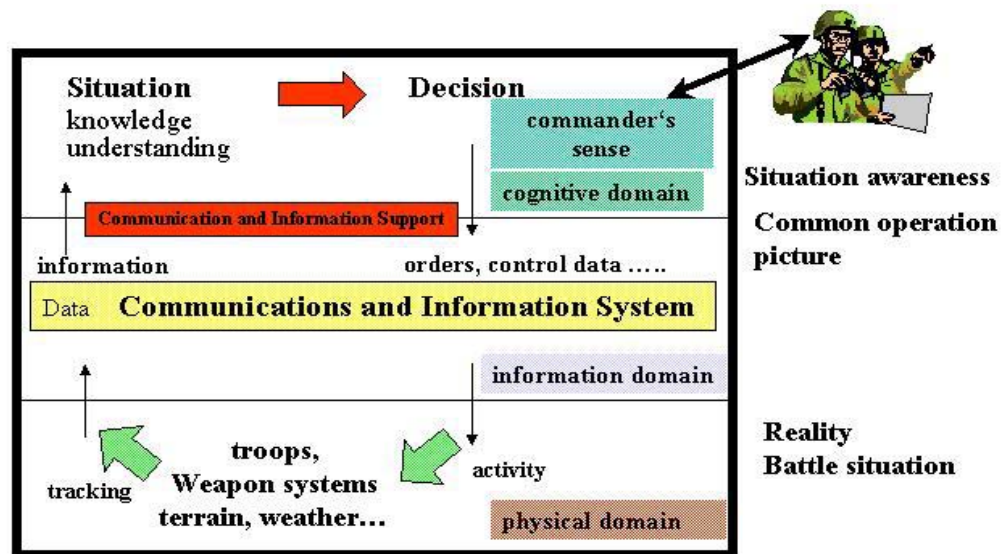 Situation
knowledge
understanding
Decision
commander's
sense
cognitive domain
Situation awareness
Common operation
picture
Communication and Information Support
information
orders, control data .....
Data Communications and Information System
information domain
tracking
troops,
Weapon systems
terrain, weather...
activity
physical domain
Reality
Battle situation